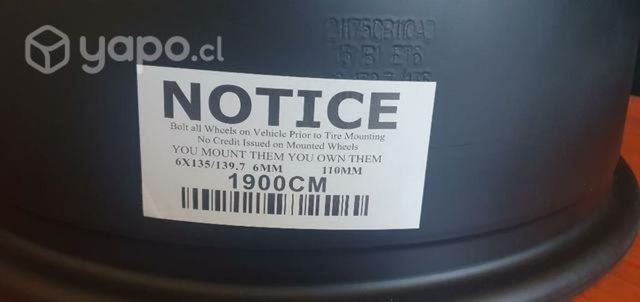 yapo.cl
NOTICE
Bolt all Wheels on Vehicle Prior to Tire Mounting
No Credit Issued on Mounted Wheels
YOU MOUNT THEM YOU OWN THEM
6X135/139.7 6MM 110MM
1900CM